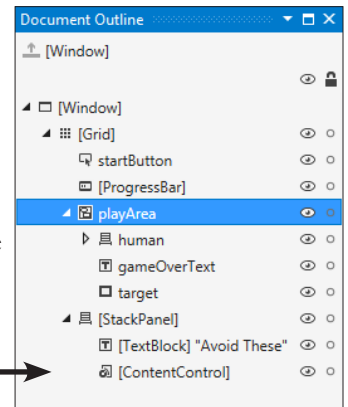 Document Outline
[Window]
[Window]
[Grid]
startButton
[ProgressBar]
playArea
human
gameOverText
target
[StackPanel]
[TextBlock] "Avoid These"
[ContentControl]